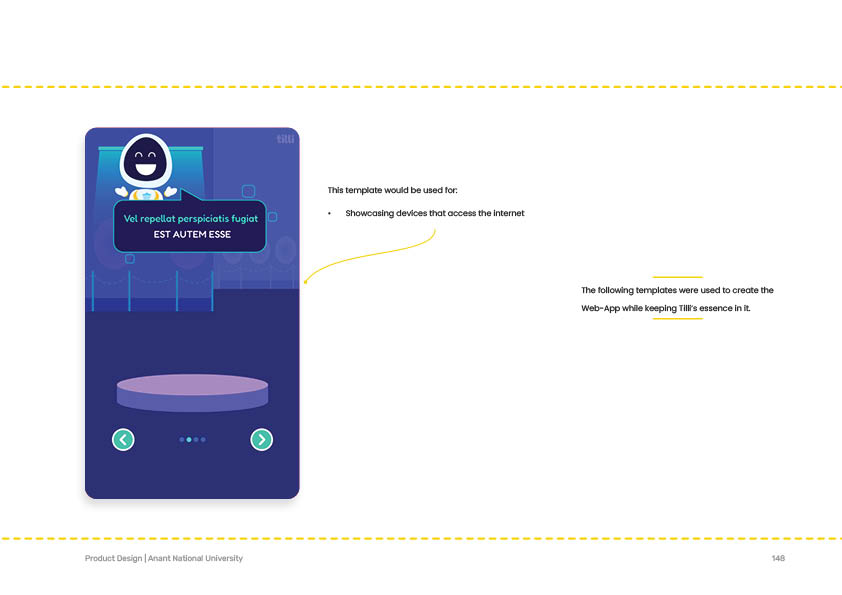 tilli
Vel repellat perspiciatis fugiat
EST AUTEM ESSE
This template would be used for:
• Showcasing devices that access the internet
The following templates were used to create the
Web-App while keeping Tilli's essence in it.
Product Design | Anant National University
148